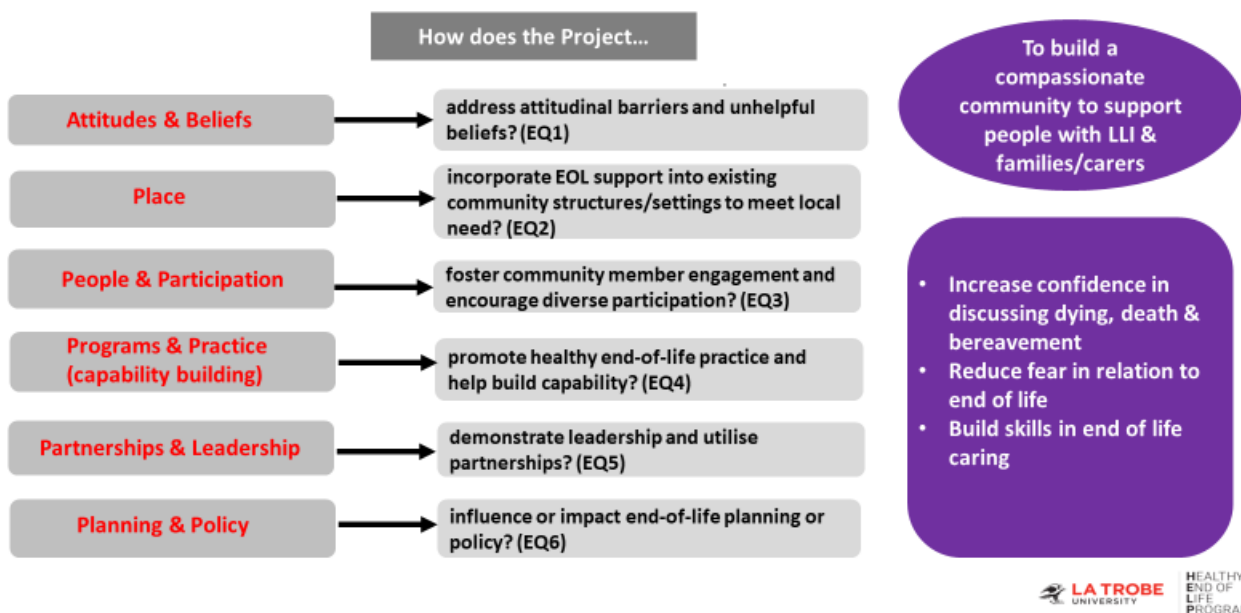 How does the Project...
Attitudes & Beliefs
address attitudinal barriers and unhelpful
beliefs? (EQ1)
Place
incorporate EOL support into existing
community structures/settings to meet local
need? (EQ2)
People & Participation
foster community member engagement and
encourage diverse participation? (EQ3)
Programs & Practice
(capability building)
promote healthy end-of-life practice and
help build capability? (EQ4)
Partnerships & Leadership
demonstrate leadership and utilise
partnerships? (EQ5)
Planning & Policy
influence or impact end-of-life planning or
policy? (EQ6)
To build a
compassionate
community to support
people with LLI &
families/carers
• Increase confidence in
discussing dying, death &
bereavement
• Reduce fear in relation to
end of life
• Build skills in end of life
caring
LA TROBE
UNIVERSITY
HEALTHY
END OF
LIFE
PROGRA